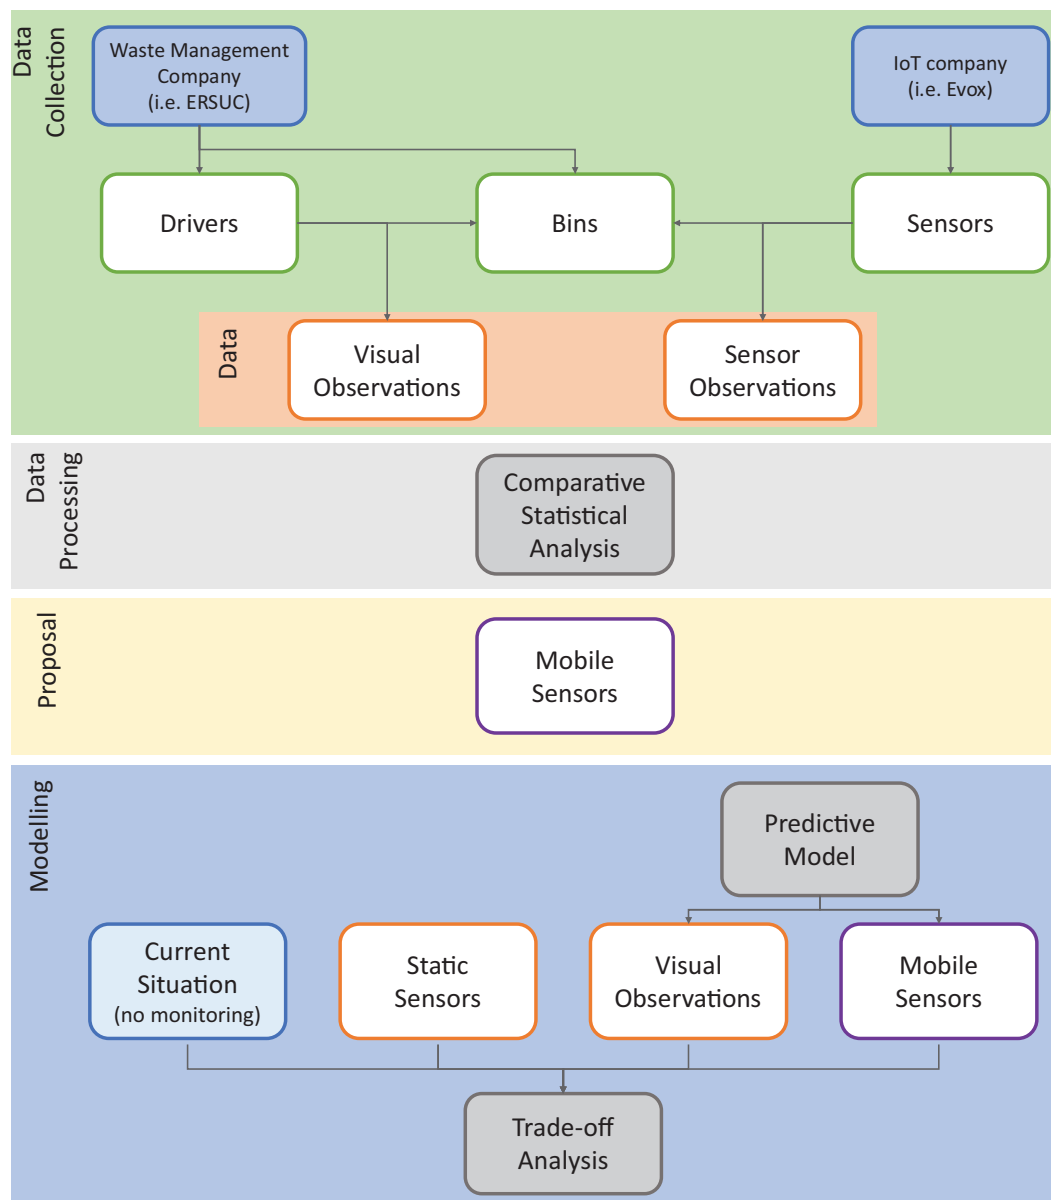 Data
Collection
Waste Management
Company
(i.e. ERSUC)
IoT company
(i.e. Evox)
Drivers
Bins
Sensors
Data
Visual
Observations
Sensor
Observations
Data
Processing
Comparative
Statistical
Analysis
Proposal
Mobile
Sensors
Modelling
Predictive
Model
Current
Situation
(no monitoring)
Static
Sensors
Visual
Observations
Mobile
Sensors
Trade-off
Analysis